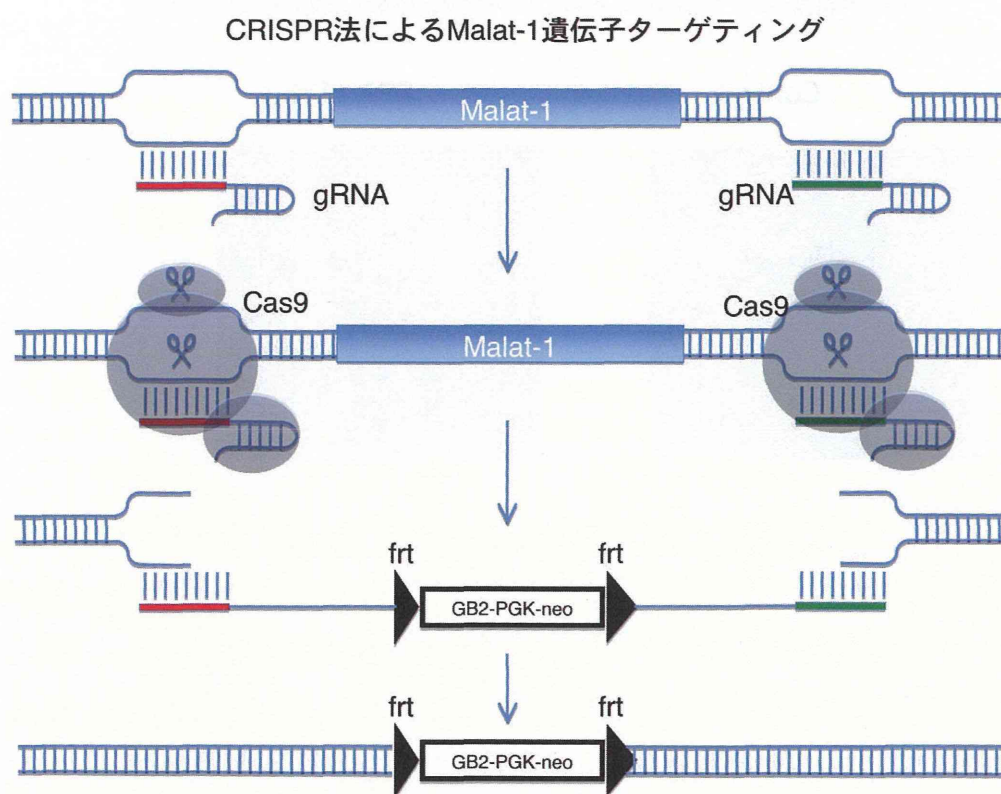 CRISPR法によるMalat-1遺伝子ターゲティング
Malat-1
gRNA
gRNA
Cas9
Cas9
Malat-1
frt
frt
GB2-PGK-neo
frt
frt
GB2-PGK-neo